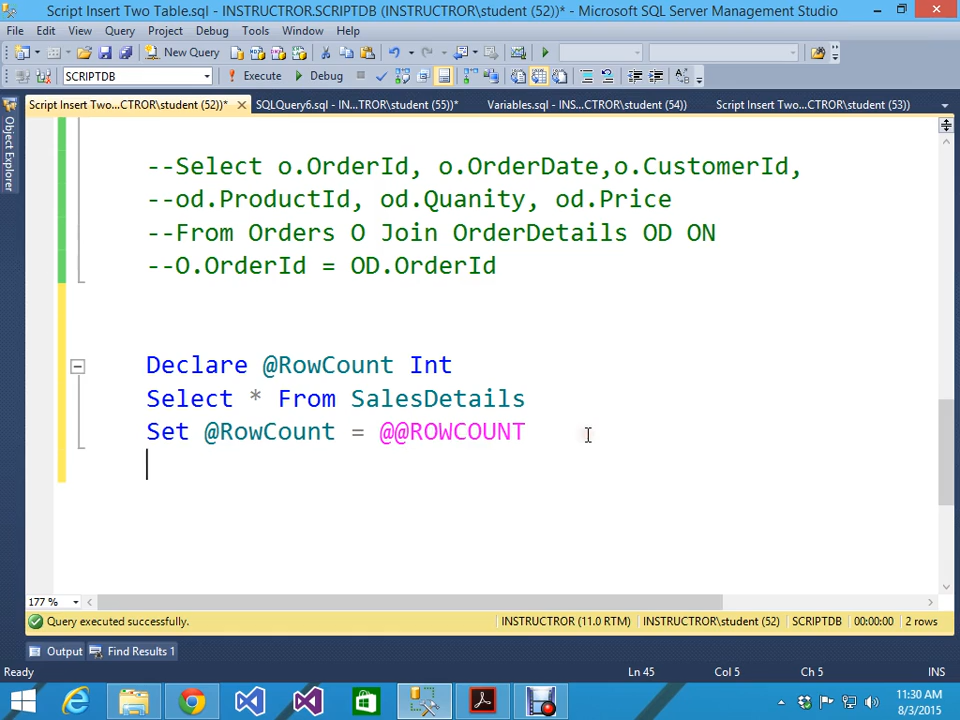 Script Insert Two Table.sql - INSTRUCTROR.SCRIPTDB (INSTRUCTROR\student (52))* - Microsoft SQL Server Management Studio
File Edit View Query Project Debug Tools Window Help
New Query
SCRIPTDB Execute Debug
Script Insert Two...CTROR\student (52))* SQLQuery6.sql - IN...TROR\student (55))* Variables.sql - INS...CTROR\student (54)) Script Insert Two...CTROR\student (53))
Object Explorer
--Select o.OrderId, o.OrderDate,o.CustomerId,
--od.ProductId, od.Quanity, od.Price
--From Orders O Join OrderDetails OD ON
--O.OrderId = OD.OrderId
Declare @RowCount Int
Select * From SalesDetails
Set @RowCount = @@ROWCOUNT
177 %
Query executed successfully. INSTRUCTROR (11.0 RTM) INSTRUCTROR\student (52) SCRIPTDB 00:00:00 2 rows
Output Find Results 1
Ready Ln 45 Col 5 Ch 5 INS
11:30 AM
8/3/2015